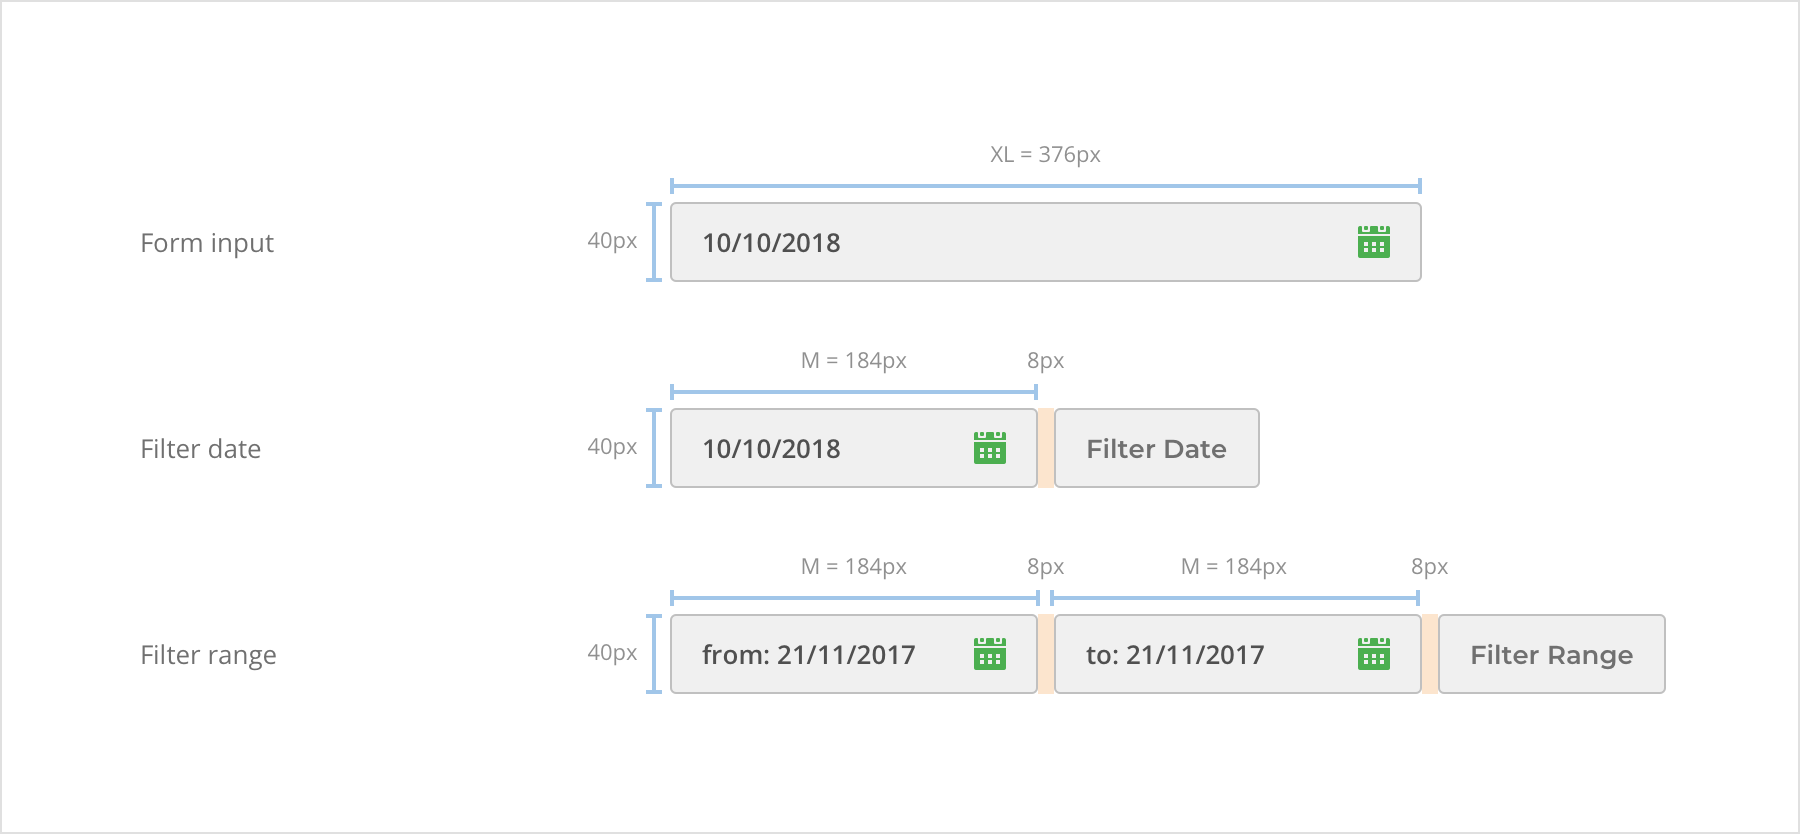 XL = 376px
Form input
40px
10/10/2018
M = 184px
8px
Filter date
40px
10/10/2018
Filter Date
M = 184px
8px
M = 184px
8px
Filter range
40px
from: 21/11/2017
to: 21/11/2017
Filter Range